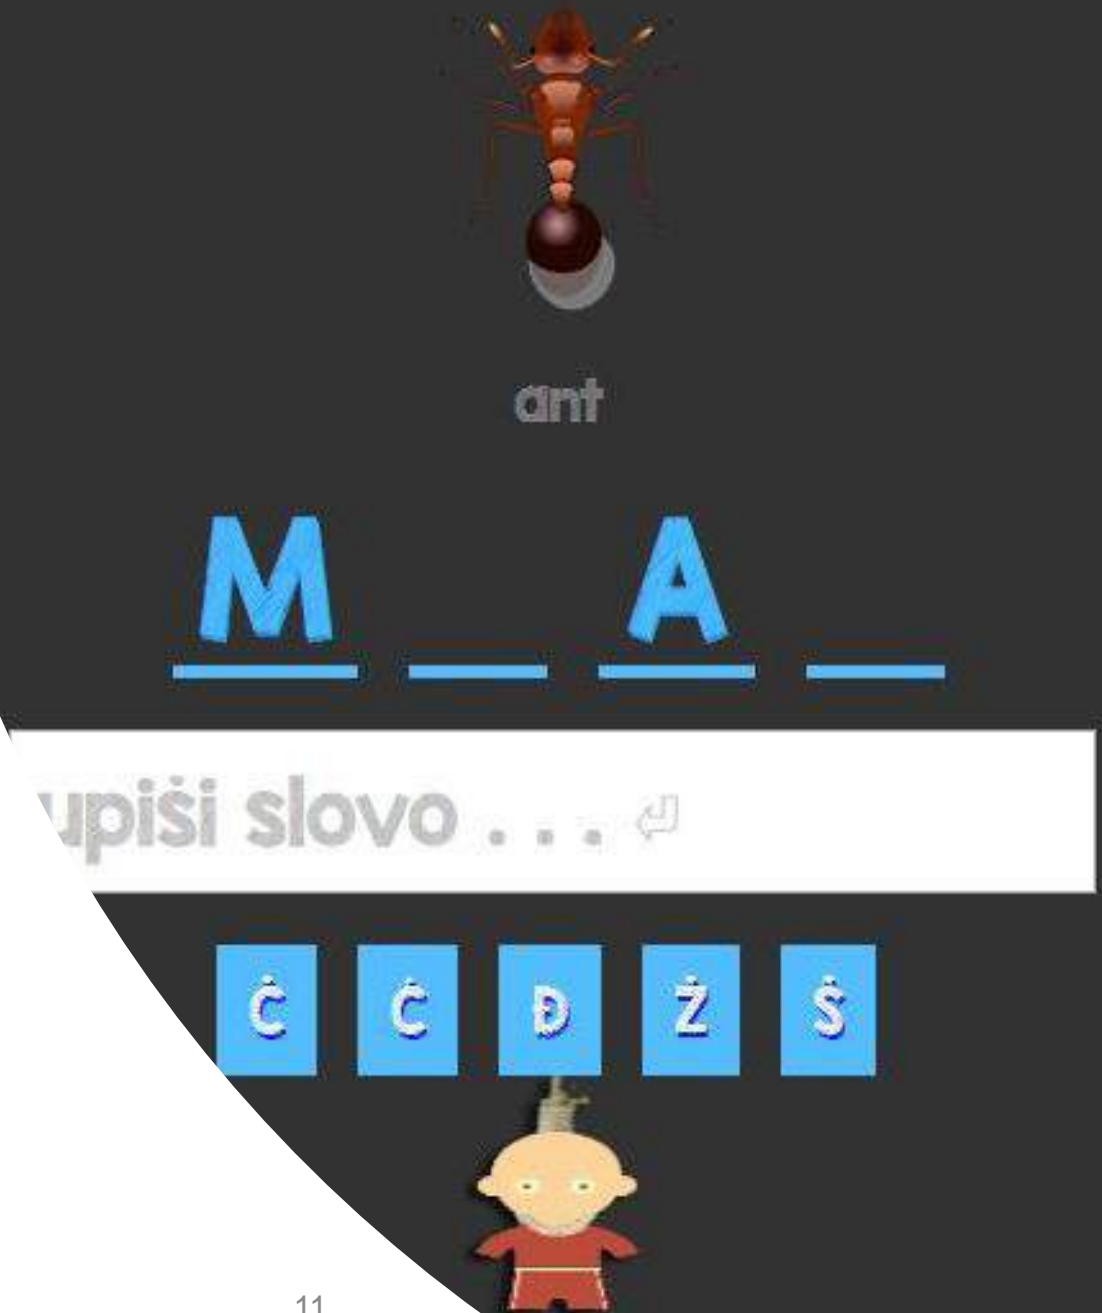 ant
M _ A _
upiši slovo . . . ⏎
Č Ć Đ Ž Š
11